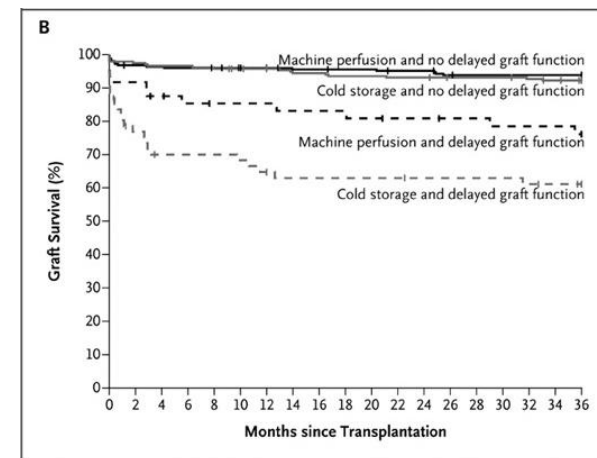 B
100
90
80
70
60
50
40
30
20
10
0
Graft Survival (%)
Machine perfusion and no delayed graft function
Cold storage and no delayed graft function
Machine perfusion and delayed graft function
Cold storage and delayed graft function
0 2 4 6 8 10 12 14 16 18 20 22 24 26 28 30 32 34 36
Months since Transplantation